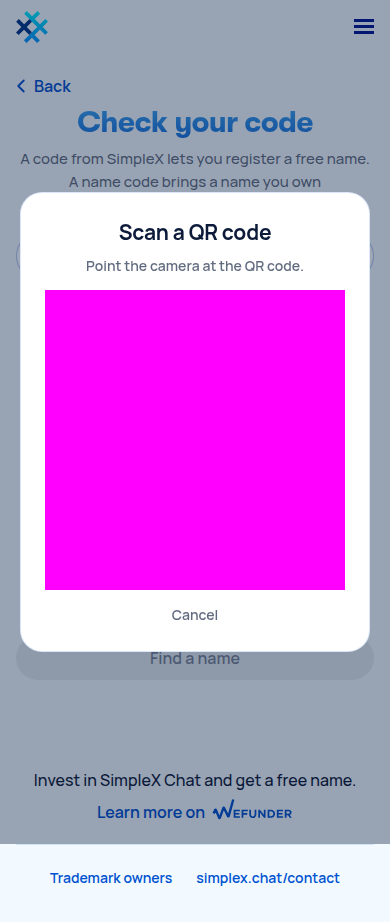 Back
Check your code
A code from SimpleX lets you register a free name.
A name code brings a name you own
Scan a QR code
Point the camera at the QR code.
Cancel
Find a name
Invest in SimpleX Chat and get a free name.
Learn more on WEFUNDER
Trademark owners simplex.chat/contact